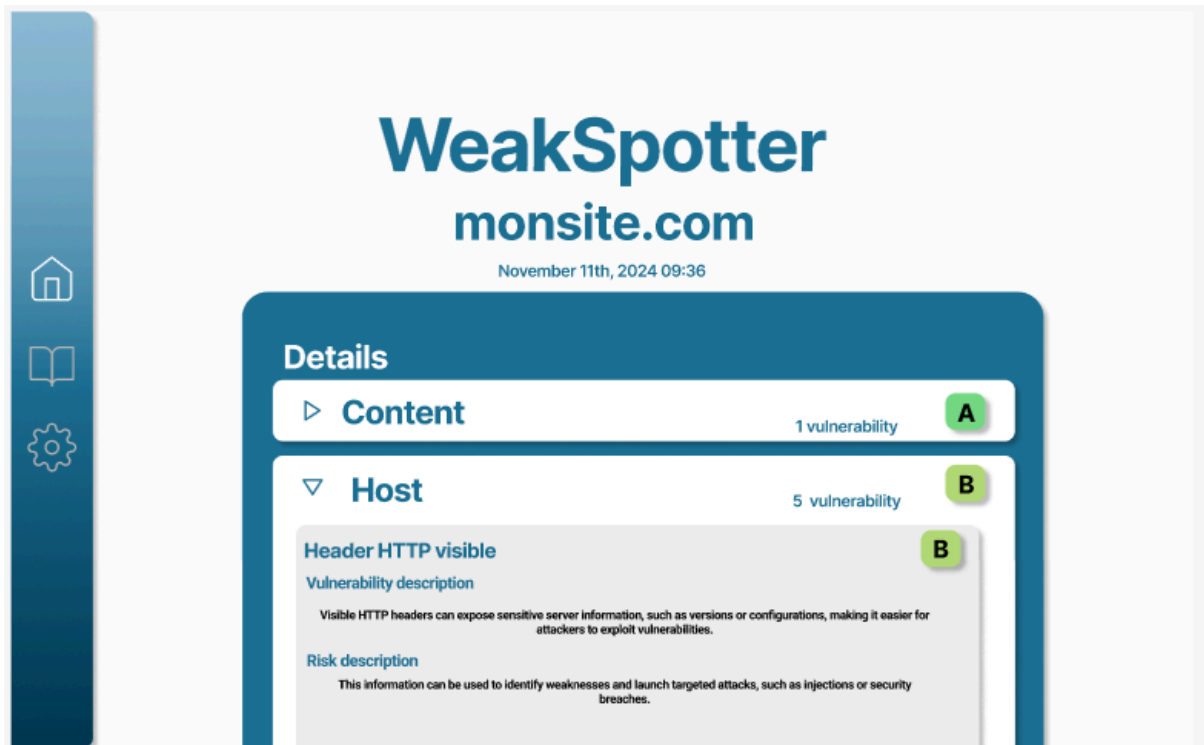 WeakSpotter
monsite.com
November 11th, 2024 09:36
Details
Content
1 vulnerability
A
Host
5 vulnerability
B
Header HTTP visible
B
Vulnerability description
Visible HTTP headers can expose sensitive server information, such as versions or configurations, making it easier for
attackers to exploit vulnerabilities.
Risk description
This information can be used to identify weaknesses and launch targeted attacks, such as injections or security
breaches.